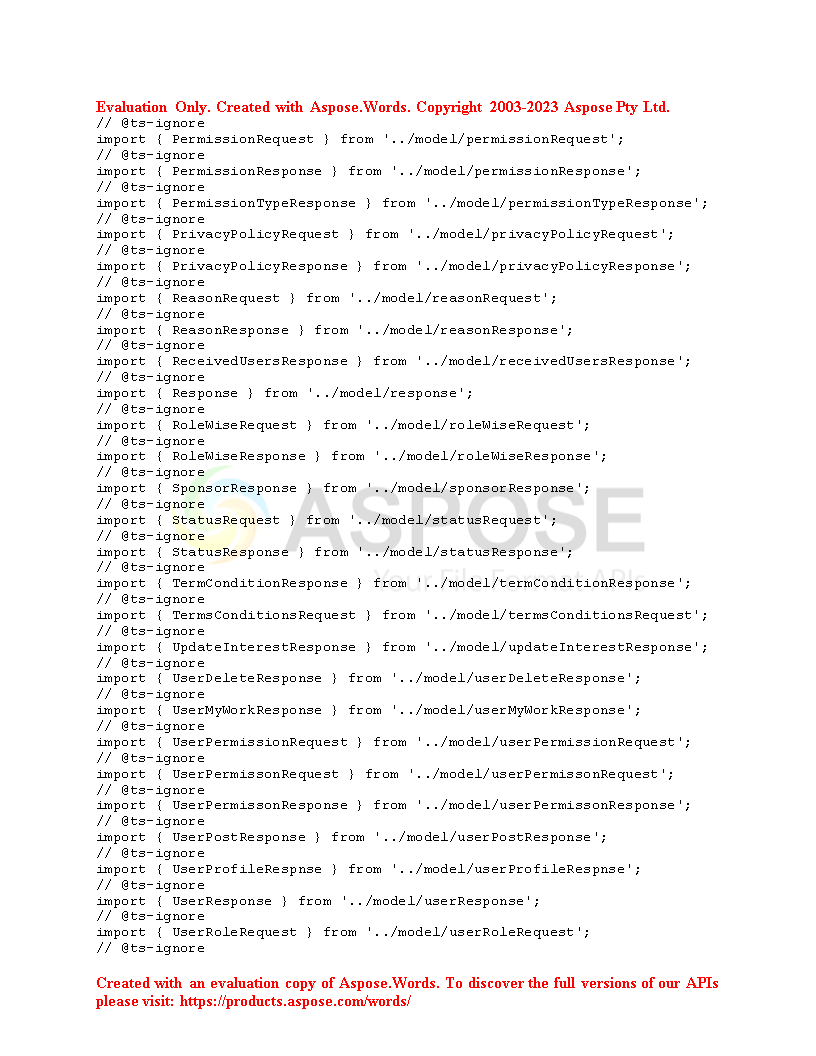 Evaluation Only. Created with Aspose.Words. Copyright 2003-2023 Aspose Pty Ltd.
// @ts-ignore
import { PermissionRequest } from '../model/permissionRequest';
// @ts-ignore
import { PermissionResponse } from '../model/permissionResponse';
// @ts-ignore
import { PermissionTypeResponse } from '../model/permissionTypeResponse';
// @ts-ignore
import { PrivacyPolicyRequest } from '../model/privacyPolicyRequest';
// @ts-ignore
import { PrivacyPolicyResponse } from '../model/privacyPolicyResponse';
// @ts-ignore
import { ReasonRequest } from '../model/reasonRequest';
// @ts-ignore
import { ReasonResponse } from '../model/reasonResponse';
// @ts-ignore
import { ReceivedUsersResponse } from '../model/receivedUsersResponse';
// @ts-ignore
import { Response } from '../model/response';
// @ts-ignore
import { RoleWiseRequest } from '../model/roleWiseRequest';
// @ts-ignore
import { RoleWiseResponse } from '../model/roleWiseResponse';
// @ts-ignore
import { SponsorResponse } from '../model/sponsorResponse';
// @ts-ignore
import { StatusRequest } from '../model/statusRequest';
// @ts-ignore
import { StatusResponse } from '../model/statusResponse';
// @ts-ignore
import { TermConditionResponse } from '../model/termConditionResponse';
// @ts-ignore
import { TermsConditionsRequest } from '../model/termsConditionsRequest';
// @ts-ignore
import { UpdateInterestResponse } from '../model/updateInterestResponse';
// @ts-ignore
import { UserDeleteResponse } from '../model/userDeleteResponse';
// @ts-ignore
import { UserMyWorkResponse } from '../model/userMyWorkResponse';
// @ts-ignore
import { UserPermissionRequest } from '../model/userPermissionRequest';
// @ts-ignore
import { UserPermissonRequest } from '../model/userPermissonRequest';
// @ts-ignore
import { UserPermissonResponse } from '../model/userPermissonResponse';
// @ts-ignore
import { UserPostResponse } from '../model/userPostResponse';
// @ts-ignore
import { UserProfileRespnse } from '../model/userProfileRespnse';
// @ts-ignore
import { UserResponse } from '../model/userResponse';
// @ts-ignore
import { UserRoleRequest } from '../model/userRoleRequest';
// @ts-ignore
ASPOSE
Your File Format APIs
Created with an evaluation copy of Aspose.Words. To discover the full versions of our APIs
please visit: https://products.aspose.com/words/